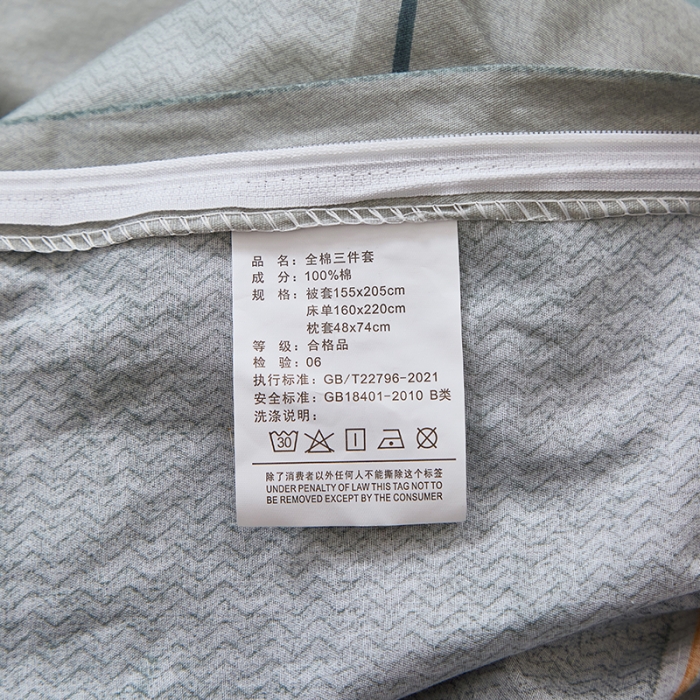 品 名：全棉三件套
成 分：100%棉
规 格：被套155x205cm
床单160x220cm
枕套48x74cm
等 级：合格品
检 验：06
执行标准：GB/T22796-2021
安全标准：GB18401-2010 B类
洗涤说明：
30
除了消费者以外任何人不能撕除这个标签
UNDER PENALTY OF LAW THIS TAG NOT TO
BE REMOVED EXCEPT BY THE CONSUMER